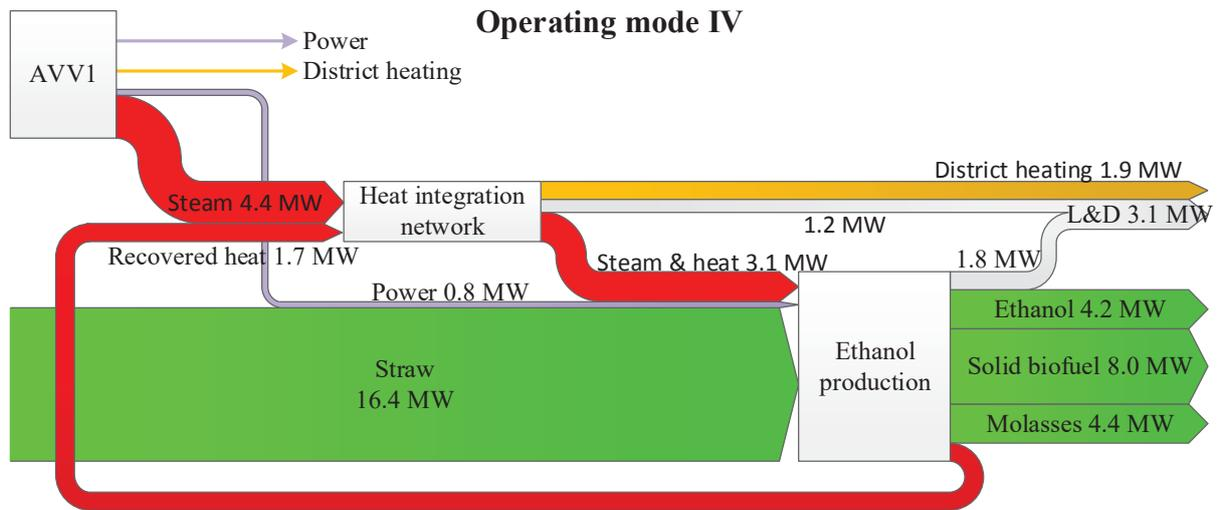 Operating mode IV
AVV1
Power
District heating
District heating 1.9 MW
Steam 4.4 MW
Heat integration
network
L&D 3.1 MW
1.2 MW
Recovered heat 1.7 MW
Steam & heat 3.1 MW
1.8 MW
Power 0.8 MW
Ethanol 4.2 MW
Straw
16.4 MW
Ethanol
production
Solid biofuel 8.0 MW
Molasses 4.4 MW